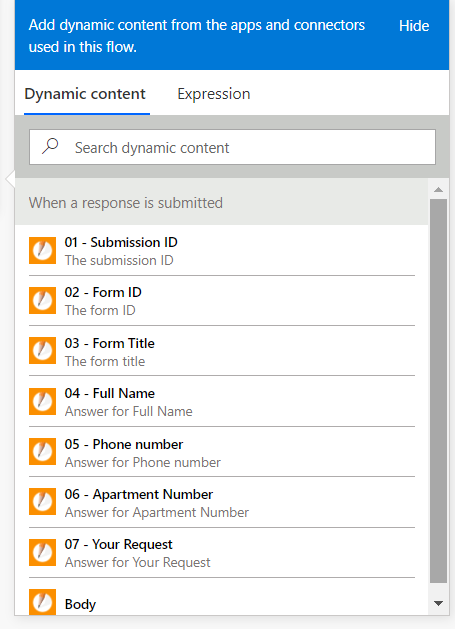 Add dynamic content from the apps and connectors
used in this flow.
Hide
Dynamic content
Expression
Search dynamic content
When a response is submitted
01 - Submission ID
The submission ID
02 - Form ID
The form ID
03 - Form Title
The form title
04 - Full Name
Answer for Full Name
05 - Phone number
Answer for Phone number
06 - Apartment Number
Answer for Apartment Number
07 - Your Request
Answer for Your Request
Body